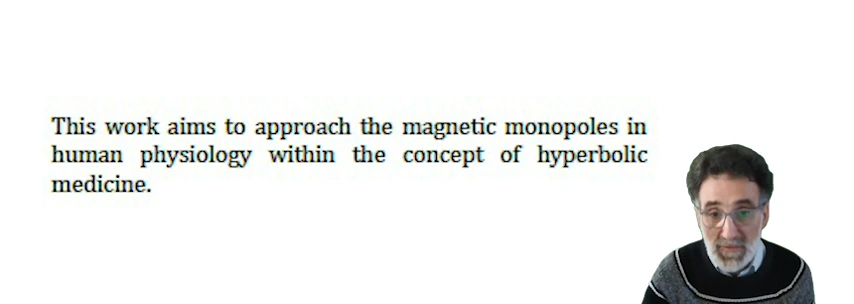 This work aims to approach the magnetic monopoles in
human physiology within the concept of hyperbolic
medicine.